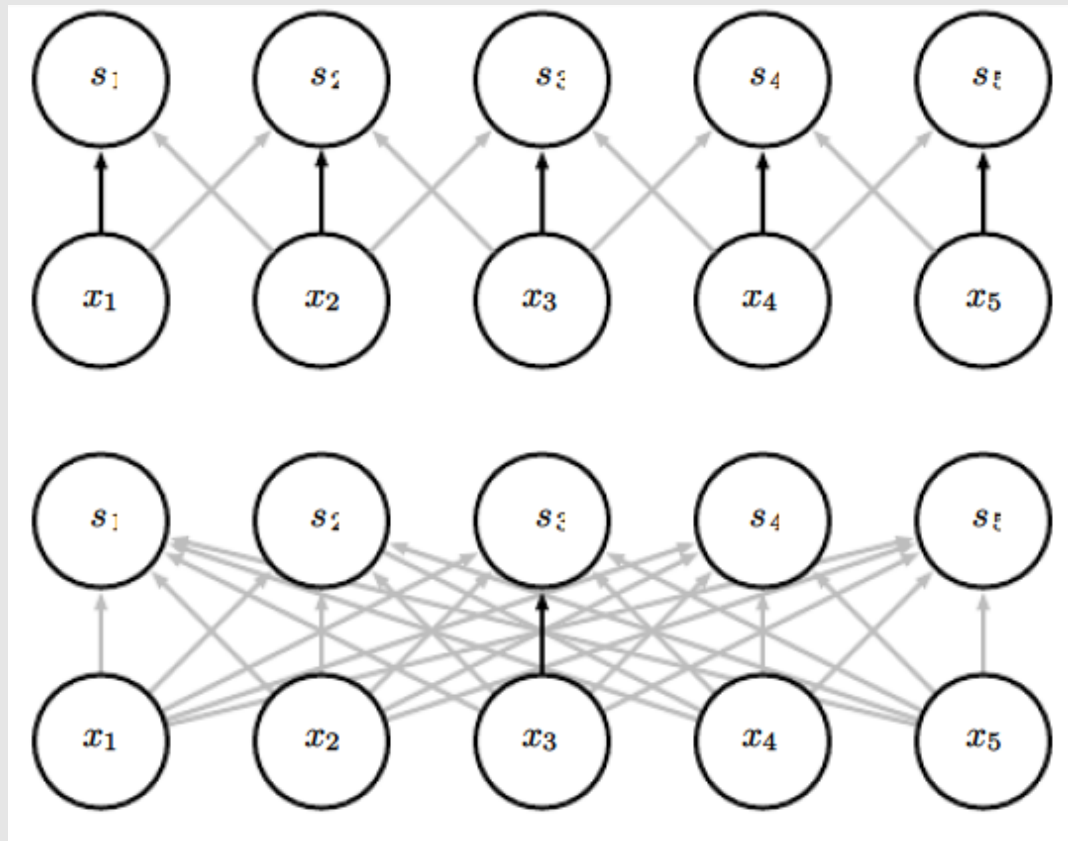 s₁ s₂ s₃ s₄ s₅
x₁ x₂ x₃ x₄ x₅
s₁ s₂ s₃ s₄ s₅
x₁ x₂ x₃ x₄ x₅